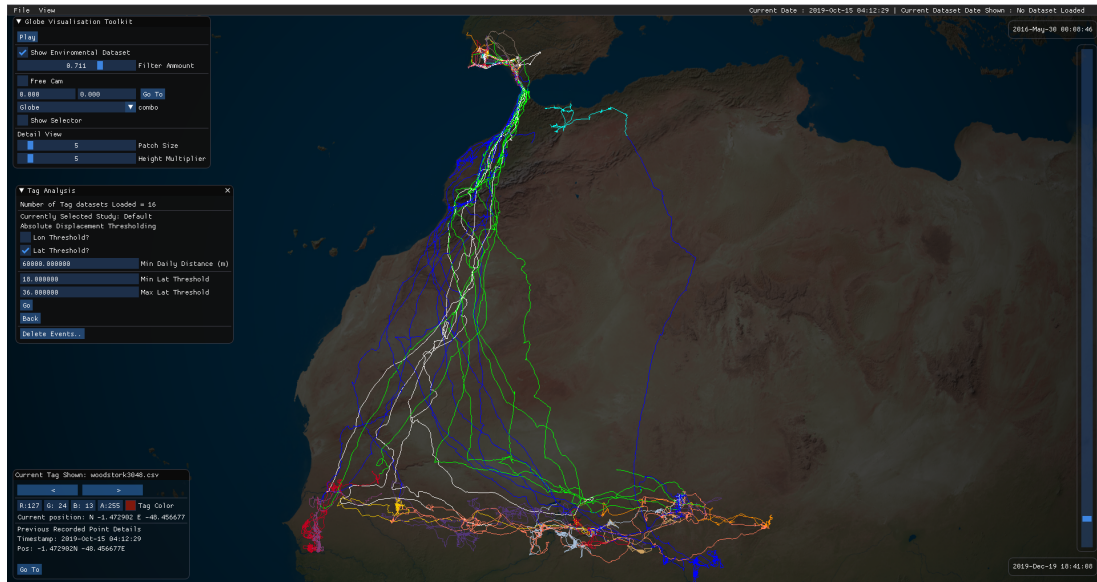 File View
Current Date : 2019-Oct-15 04:12:29 | Current Dataset Date Shown : No Dataset Loaded
▼ Globe Visualisation Toolkit
Play
Show Enviromental Dataset
0.711 Filter Ammount
Free Cam
0.000 0.000 Go To
Globe ▼ combo
Show Selector
Detail View
5 Patch Size
5 Height Multiplier
2016-May-30 00:00:46
▼ Tag Analysis
Number of Tag datasets Loaded = 16
Currently Selected Study: Default
Absolute Displacement Thresholding
Lon Threshold?
Lat Threshold?
60000.000000 Min Daily Distance (m)
18.000000 Min Lat Threshold
36.000000 Max Lat Threshold
Go
Back
Delete Events..
Current Tag Shown: woodstork3048.csv
< >
R:127 G: 24 B: 13 A:255 Tag Color
Current position: N -1.472902 E -48.456677
Previous Recorded Point Details
Timestamp: 2019-Oct-15 04:12:29
Pos: -1.472902N -48.456677E
Go To
2019-Dec-19 18:41:08